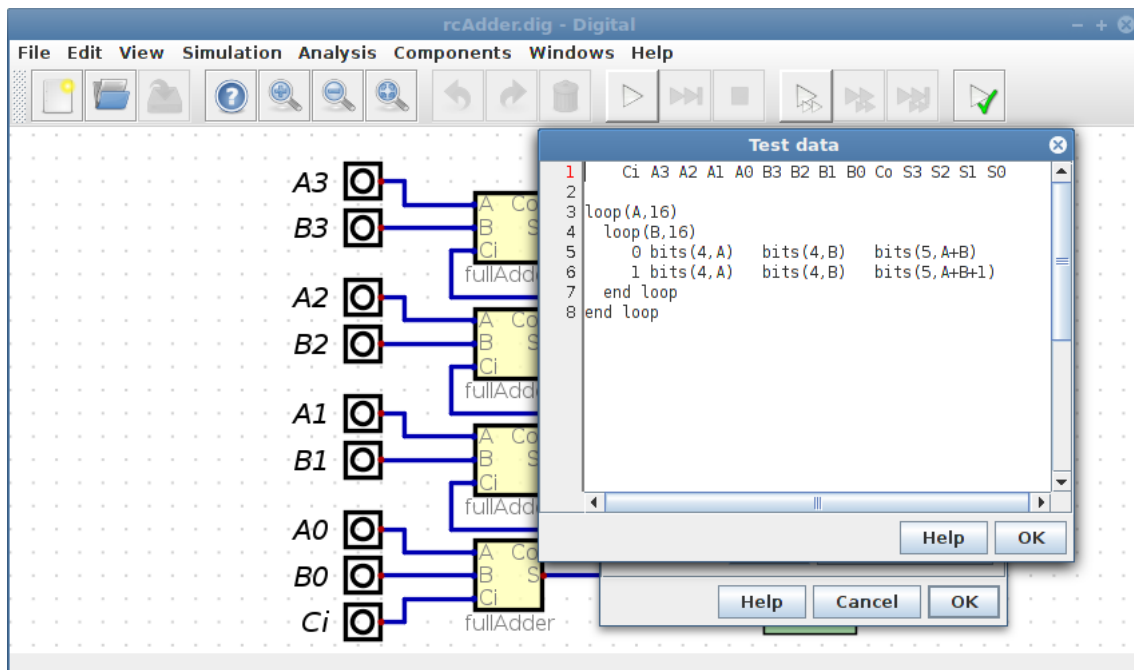 rcAdder.dig - Digital
File Edit View Simulation Analysis Components Windows Help
Test data
1 Ci A3 A2 A1 A0 B3 B2 B1 B0 Co S3 S2 S1 S0
2
3 loop(A,16)
4 loop(B,16)
5 0 bits(4,A) bits(4,B) bits(5,A+B)
6 1 bits(4,A) bits(4,B) bits(5,A+B+1)
7 end loop
8 end loop
Help OK
Help Cancel OK
A3
B3
A Co
B S
Ci
fullAdder
A2
B2
A Co
B S
Ci
fullAdd
A1
B1
A Co
B S
Ci
fullAdd
A0
B0
Ci
A Co
B S
Ci
fullAdder